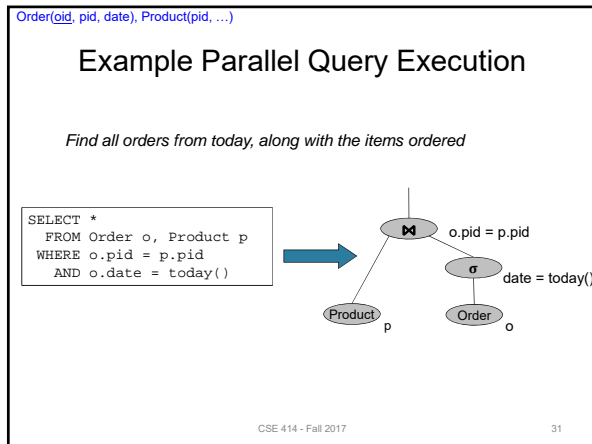 Order(oid, pid, date), Product(pid, …)
Example Parallel Query Execution
Find all orders from today, along with the items ordered
SELECT *
FROM Order o, Product p
WHERE o.pid = p.pid
AND o.date = today()
⋈ o.pid = p.pid
σ date = today()
Product p
Order o
CSE 414 - Fall 2017 31